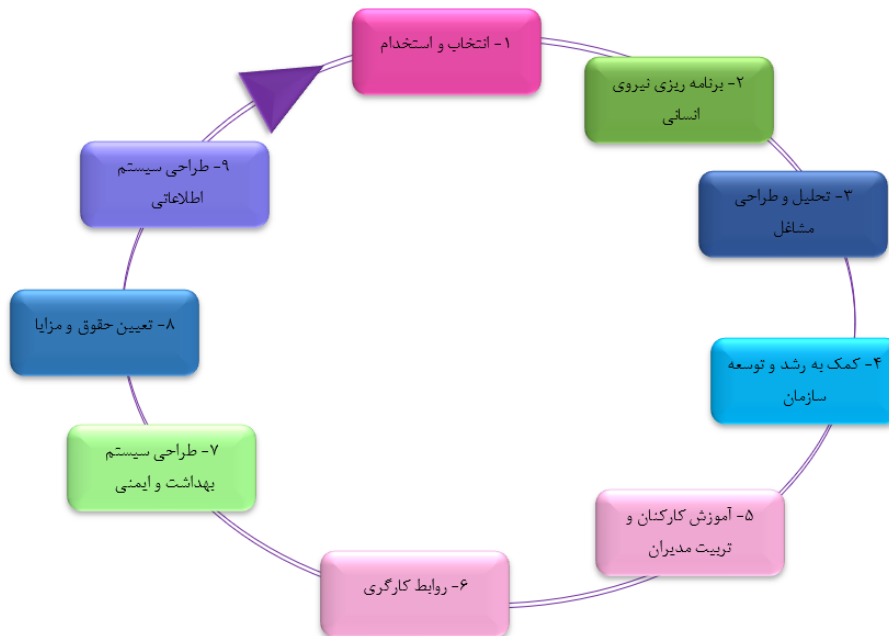 ۱- انتخاب و استخدام
۲- برنامه ریزی نیروی
انسانی
۳- تحلیل و طراحی
مشاغل
۴- کمک به رشد و توسعه
سازمان
۵- آموزش کارکنان و
تربیت مدیران
۶- روابط کارگری
۷- طراحی سیستم
بهداشت و ایمنی
۸- تعیین حقوق و مزایا
۹- طراحی سیستم
اطلاعاتی